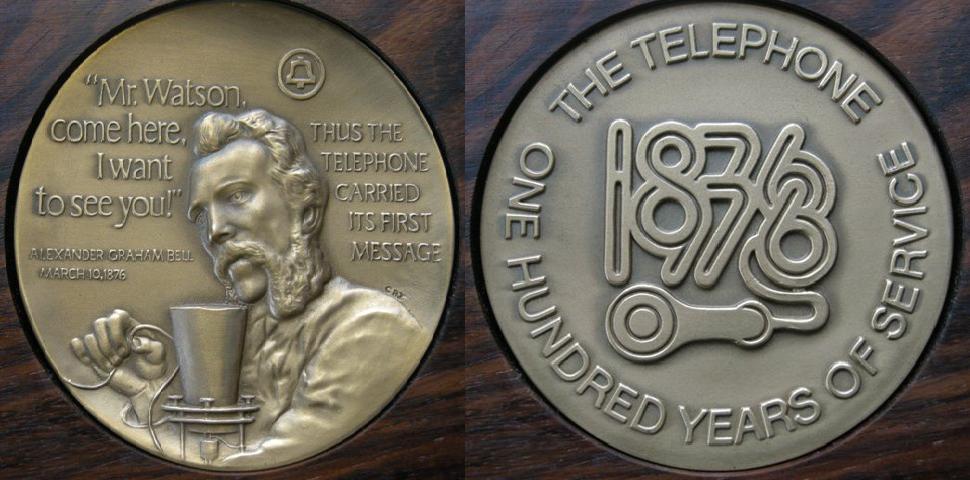 "Mr. Watson,
come here,
I want
to see you!"
ALEXANDER GRAHAM BELL
MARCH 10, 1876
THUS THE
TELEPHONE
CARRIED
ITS FIRST
MESSAGE
THE TELEPHONE
1876
ONE HUNDRED YEARS OF SERVICE